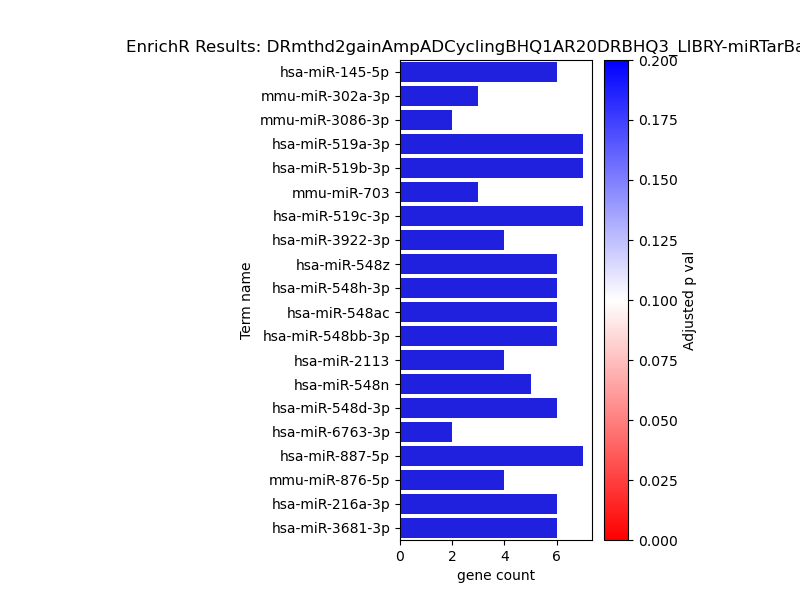 EnrichR Results: DRmthd2gainAmpADCyclingBHQ1AR20DRBHQ3_LIBRY-miRTarBa
hsa-miR-145-5p
mmu-miR-302a-3p
mmu-miR-3086-3p
hsa-miR-519a-3p
hsa-miR-519b-3p
mmu-miR-703
hsa-miR-519c-3p
hsa-miR-3922-3p
hsa-miR-548z
hsa-miR-548h-3p
hsa-miR-548ac
hsa-miR-548bb-3p
hsa-miR-2113
hsa-miR-548n
hsa-miR-548d-3p
hsa-miR-6763-3p
hsa-miR-887-5p
mmu-miR-876-5p
hsa-miR-216a-3p
hsa-miR-3681-3p
Term name
0 2 4 6
gene count
0.200
0.175
0.150
0.125
0.100
0.075
0.050
0.025
0.000
Adjusted p val